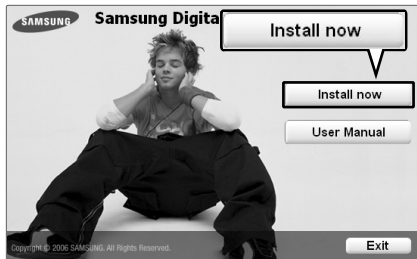 SAMSUNG
Samsung Digita
Install now
Install now
User Manual
Copyright © 2006 SAMSUNG. All Rights Reserved.
Exit